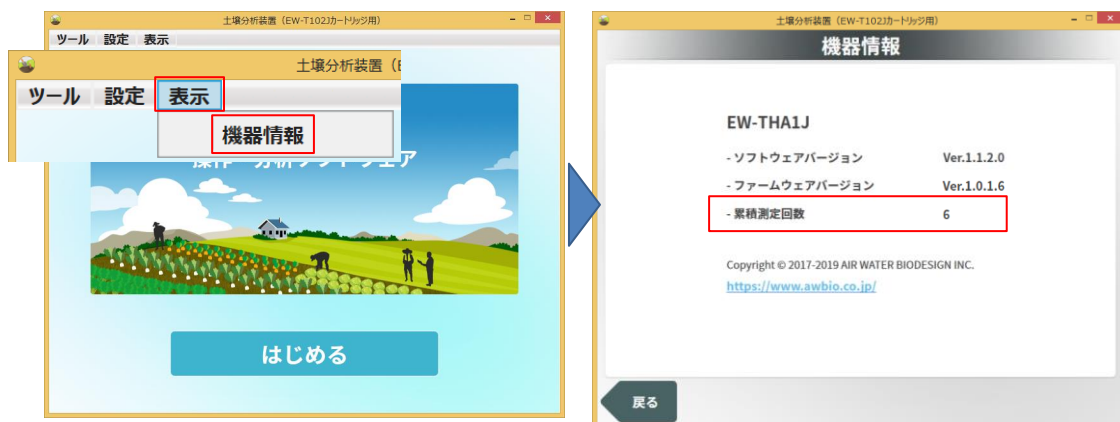 土壌分析装置（EW-T102Jカートリッジ用）
ツール 設定 表示
土壌分析装置（E
ツール 設定 表示
機器情報
操作・分析ソフトウェア
はじめる
土壌分析装置（EW-T102Jカートリッジ用）
機器情報
EW-THA1J
- ソフトウェアバージョン Ver.1.1.2.0
- ファームウェアバージョン Ver.1.0.1.6
- 累積測定回数 6
Copyright © 2017-2019 AIR WATER BIODESIGN INC.
https://www.awbio.co.jp/
戻る